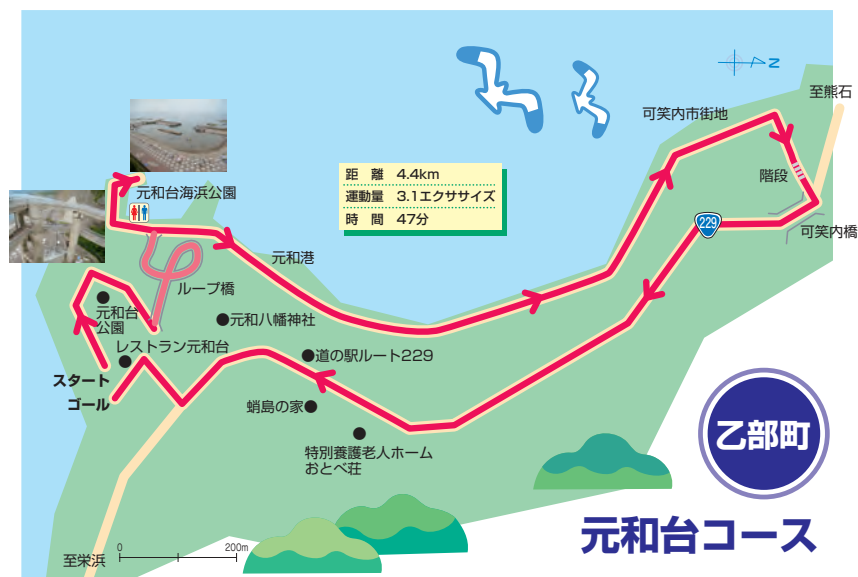 N
至熊石
可笑内市街地
階段
229
可笑内橋
距　離　4.4km
運動量　3.1エクササイズ
時　間　47分
元和台海浜公園
元和港
ループ橋
元和台
公園
元和八幡神社
レストラン元和台
道の駅ルート229
スタート
ゴール
蛸島の家
特別養護老人ホーム
おとべ荘
乙部町
元和台コース
至栄浜
0
200m